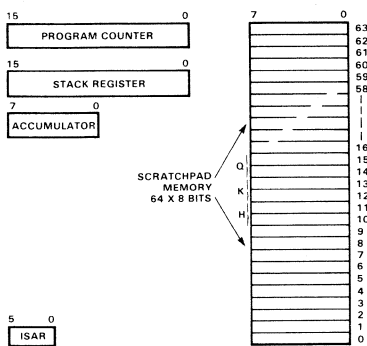 15 0
PROGRAM COUNTER
15 0
STACK REGISTER
7 0
ACCUMULATOR
5 0
ISAR
SCRATCHPAD
MEMORY
64 X 8 BITS
7 0
63
62
61
60
59
58
16
Q 15
14
K 13
12
H 11
10
9
8
7
6
5
4
3
2
1
0